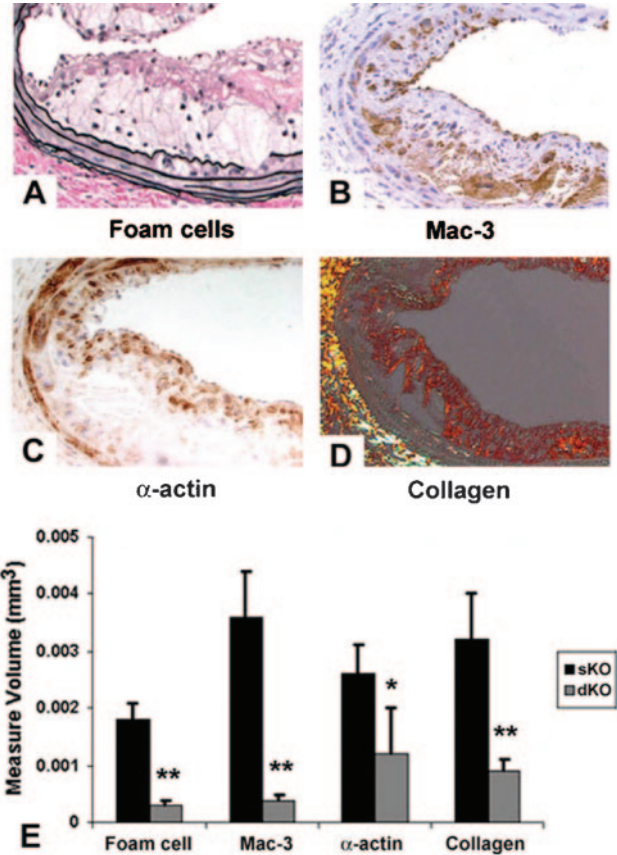 A
Foam cells
B
Mac-3
C
α-actin
D
Collagen
Measure Volume (mm³)
0.005
0.004
0.003
0.002
0.001
0
**
**
*
**
Foam cell
Mac-3
α-actin
Collagen
sKO
dKO
E